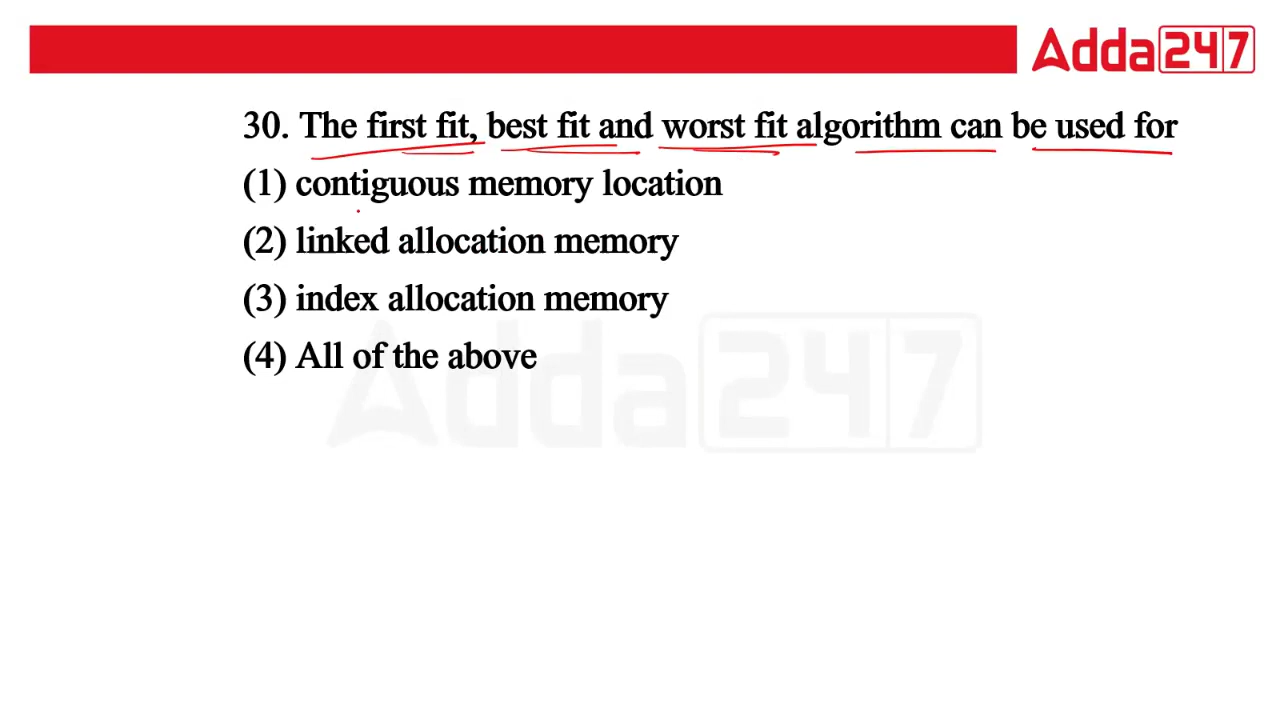 Adda247
30. The first fit, best fit and worst fit algorithm can be used for
(1) contiguous memory location
(2) linked allocation memory
(3) index allocation memory
(4) All of the above
Adda247